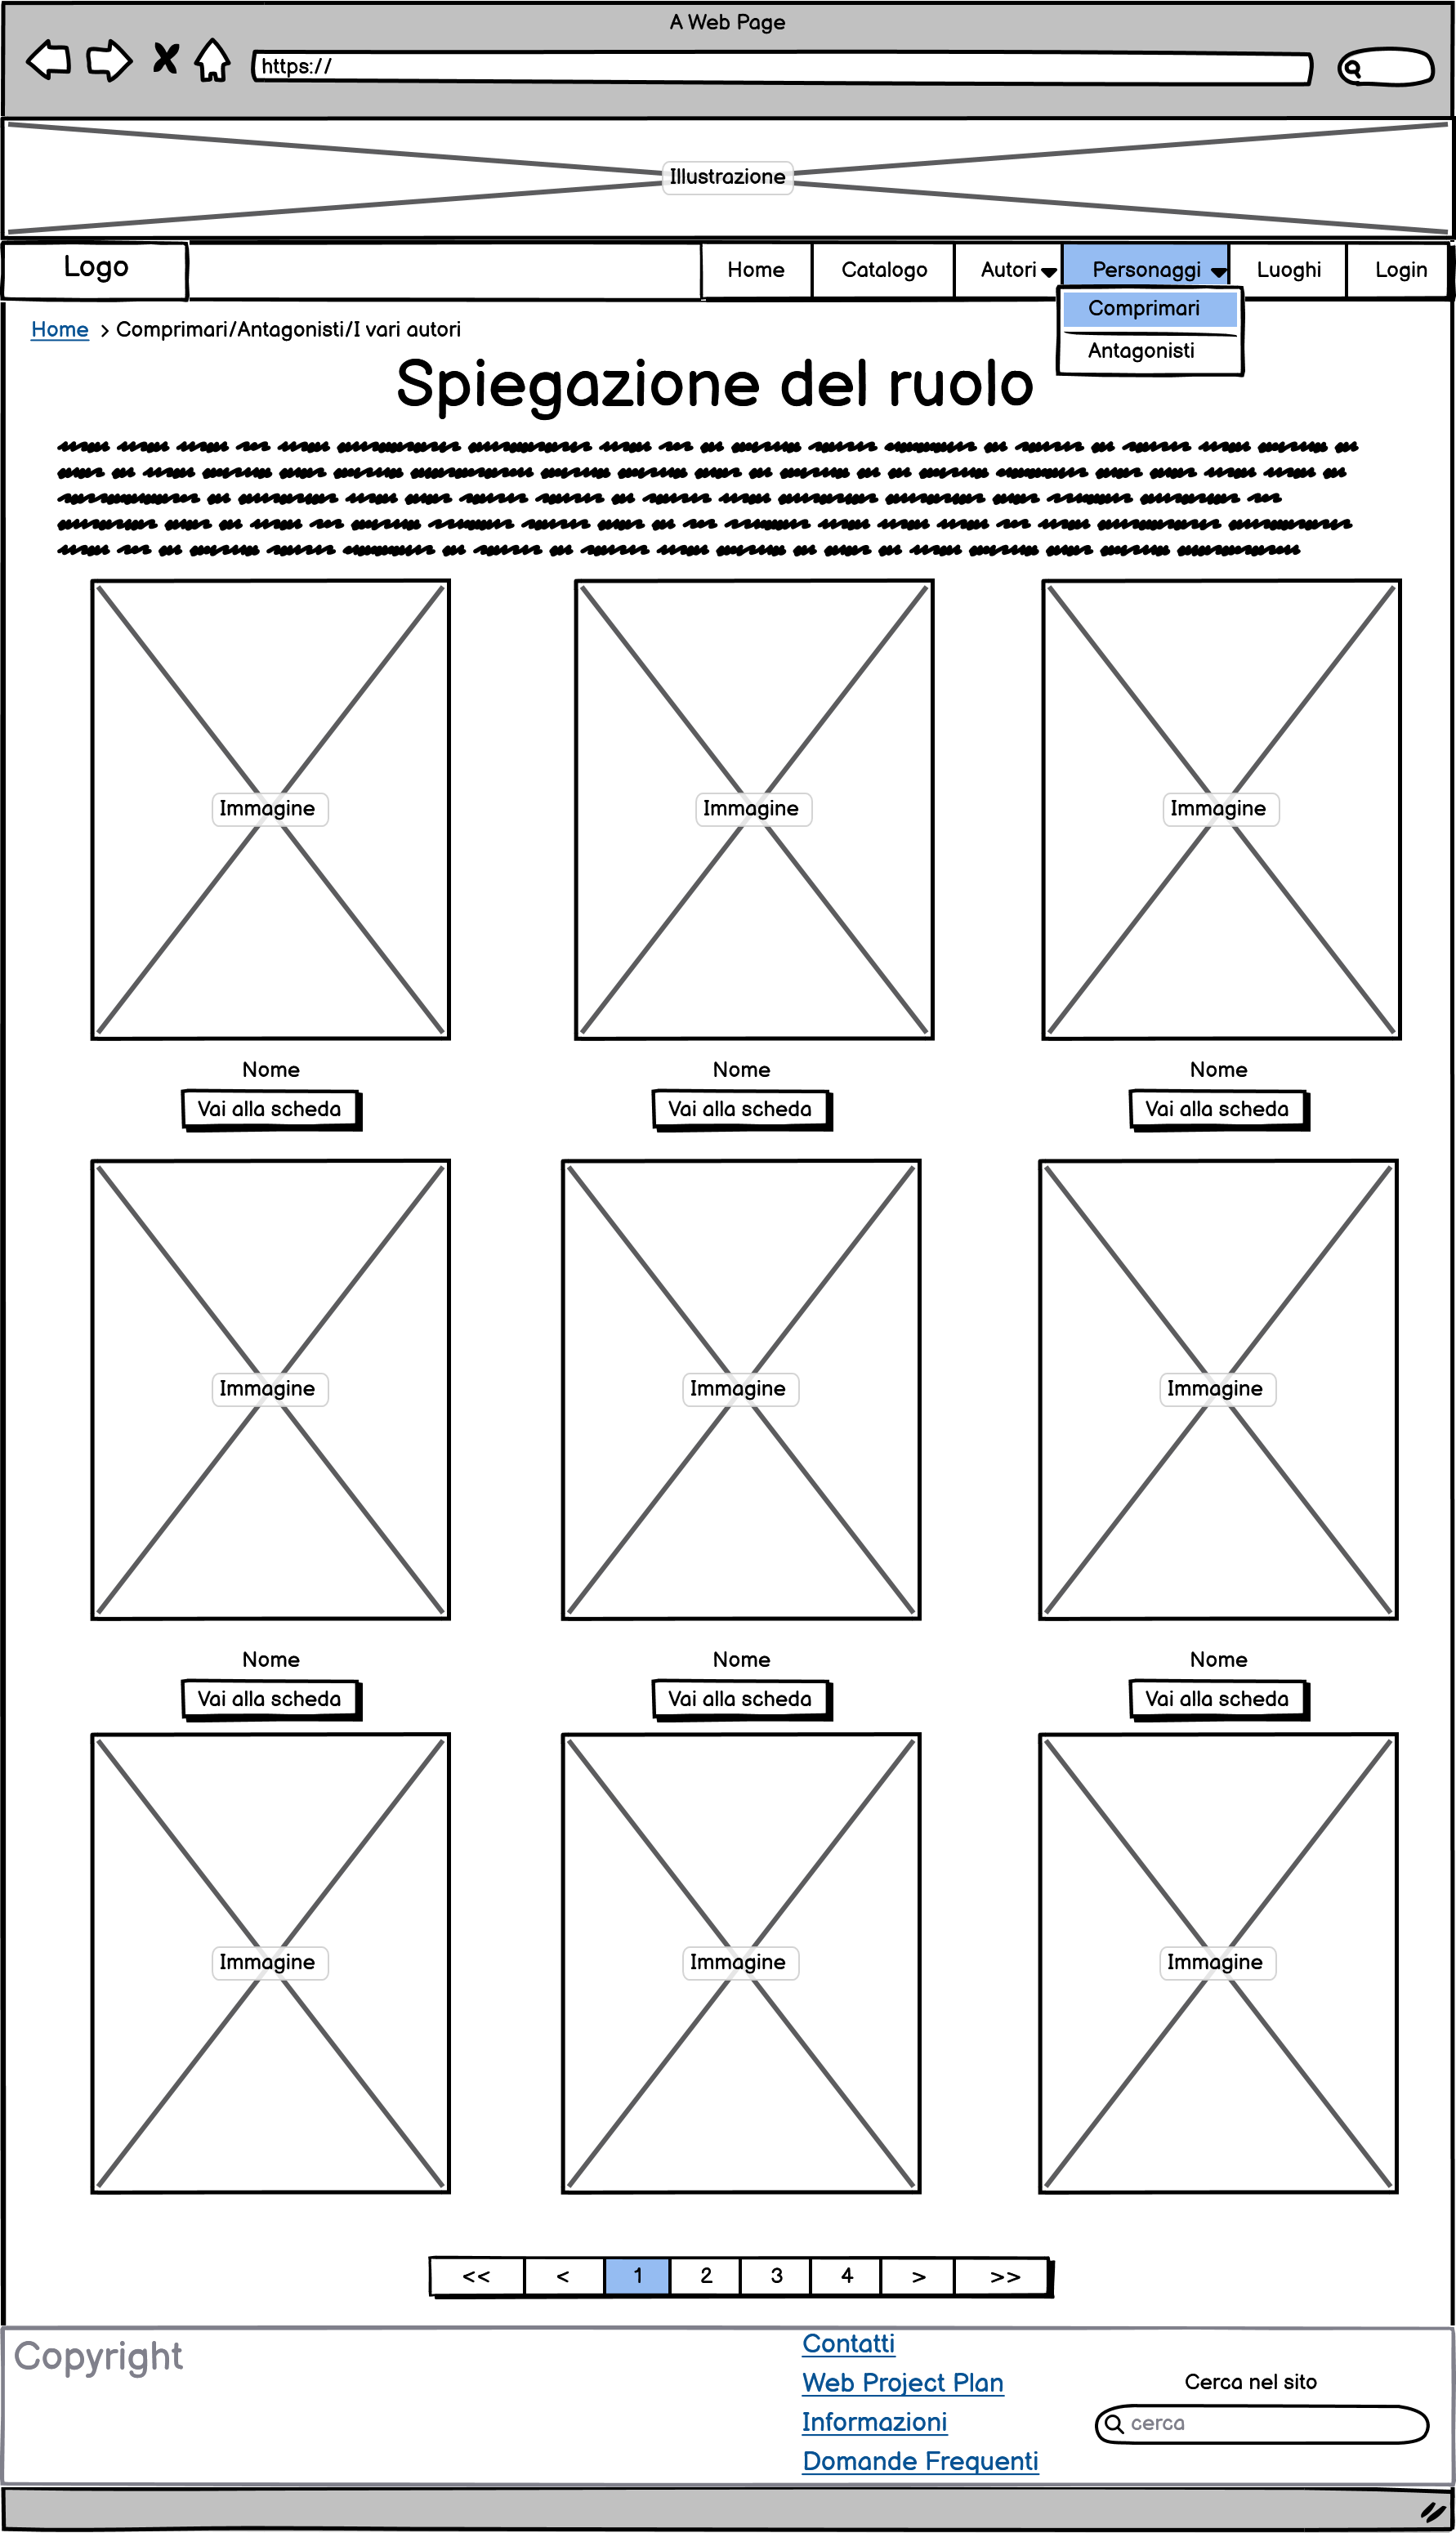 A Web Page
https://
Illustrazione
Logo
Home Catalogo Autori Personaggi Luoghi Login
Comprimari
Antagonisti
Home > Comprimari/Antagonisti/I vari autori
Spiegazione del ruolo
Immagine Immagine Immagine
Nome Nome Nome
Vai alla scheda Vai alla scheda Vai alla scheda
Immagine Immagine Immagine
Nome Nome Nome
Vai alla scheda Vai alla scheda Vai alla scheda
Immagine Immagine Immagine
<< < 1 2 3 4 > >>
Copyright
Contatti
Web Project Plan
Informazioni
Domande Frequenti
Cerca nel sito
cerca